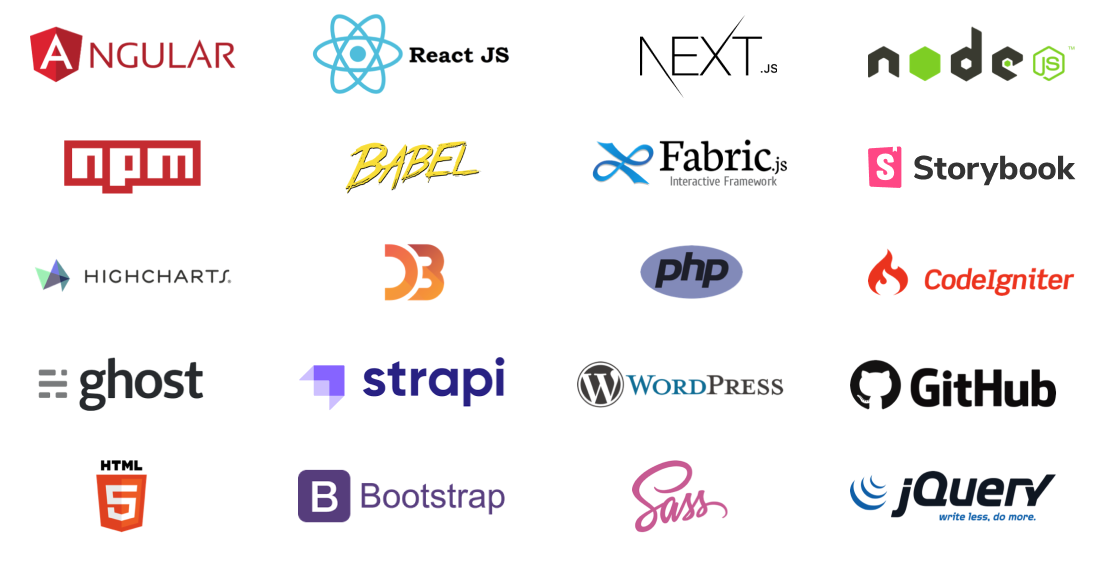 ANGULAR
React JS
NEXT.JS
node JS ™
npm
BABEL
Fabric.js
Interactive Framework
S Storybook
HIGHCHARTS®
D3
php
CodeIgniter
ghost
strapi
W WORDPRESS
GitHub
HTML
5
B Bootstrap
Sass
jQuery
write less, do more.